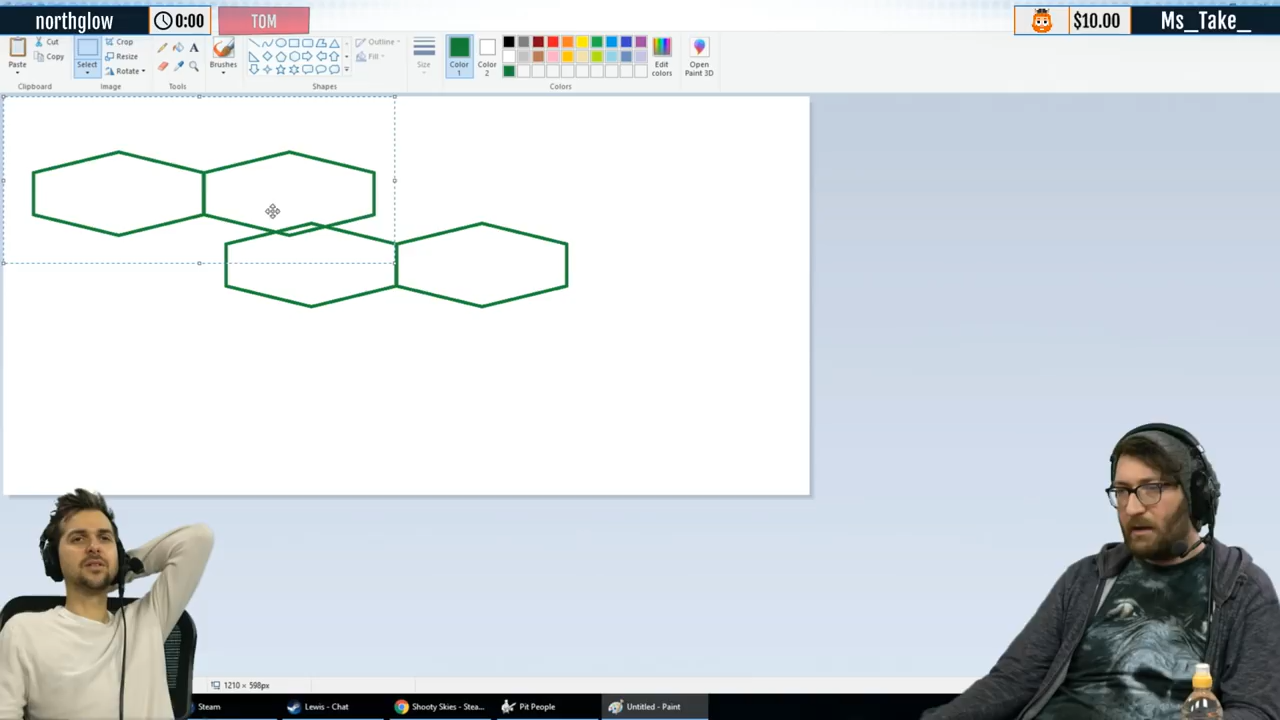 northglow
0:00
TOM
$10.00
Ms_Take_
Paste
Cut
Copy
Clipboard
Select
Crop
Resize
Rotate
Image
A
Tools
Brushes
Outline
Fill
Shapes
Size
Color 1
Color 2
Colors
Edit colors
Open Paint 3D
1210 × 598px
Steam
Lewis - Chat
Shooty Skies - Stea...
Pit People
Untitled - Paint